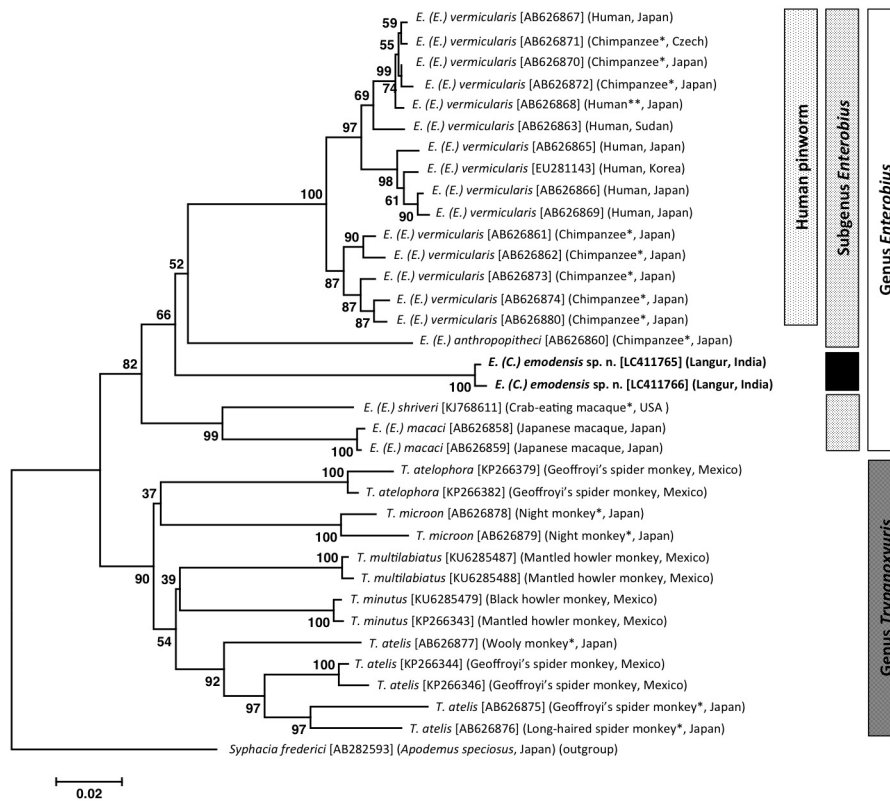 59
E. (E.) vermicularis [AB626867] (Human, Japan)
55
E. (E.) vermicularis [AB626871] (Chimpanzee*, Czech)
E. (E.) vermicularis [AB626870] (Chimpanzee*, Japan)
99
74
E. (E.) vermicularis [AB626872] (Chimpanzee*, Japan)
69
E. (E.) vermicularis [AB626868] (Human**, Japan)
97
E. (E.) vermicularis [AB626863] (Human, Sudan)
E. (E.) vermicularis [AB626865] (Human, Japan)
98
E. (E.) vermicularis [EU281143] (Human, Korea)
61
E. (E.) vermicularis [AB626866] (Human, Japan)
100
90
E. (E.) vermicularis [AB626869] (Human, Japan)
90
E. (E.) vermicularis [AB626861] (Chimpanzee*, Japan)
E. (E.) vermicularis [AB626862] (Chimpanzee*, Japan)
52
87
E. (E.) vermicularis [AB626873] (Chimpanzee*, Japan)
87
E. (E.) vermicularis [AB626874] (Chimpanzee*, Japan)
87
E. (E.) vermicularis [AB626880] (Chimpanzee*, Japan)
66
E. (E.) anthropopitheci [AB626860] (Chimpanzee*, Japan)
82
E. (C.) emodensis sp. n. [LC411765] (Langur, India)
100
E. (C.) emodensis sp. n. [LC411766] (Langur, India)
E. (E.) shriveri [KJ768611] (Crab-eating macaque*, USA )
99
E. (E.) macaci [AB626858] (Japanese macaque, Japan)
100
E. (E.) macaci [AB626859] (Japanese macaque, Japan)
100
T. atelophora [KP266379] (Geoffroyi's spider monkey, Mexico)
37
T. atelophora [KP266382] (Geoffroyi's spider monkey, Mexico)
T. microon [AB626878] (Night monkey*, Japan)
100
T. microon [AB626879] (Night monkey*, Japan)
100
T. multilabiatus [KU6285487] (Mantled howler monkey, Mexico)
90
39
T. multilabiatus [KU6285488] (Mantled howler monkey, Mexico)
T. minutus [KU6285479] (Black howler monkey, Mexico)
100
T. minutus [KP266343] (Mantled howler monkey, Mexico)
54
T. atelis [AB626877] (Wooly monkey*, Japan)
100
T. atelis [KP266344] (Geoffroyi's spider monkey, Mexico)
92
T. atelis [KP266346] (Geoffroyi's spider monkey, Mexico)
97
T. atelis [AB626875] (Geoffroyi's spider monkey*, Japan)
97
T. atelis [AB626876] (Long-haired spider monkey*, Japan)
Syphacia frederici [AB282593] (Apodemus speciosus, Japan) (outgroup)
0.02
Human pinworm
Subgenus Enterobius
Genus Enterobius
Genus Trypanoxyuris